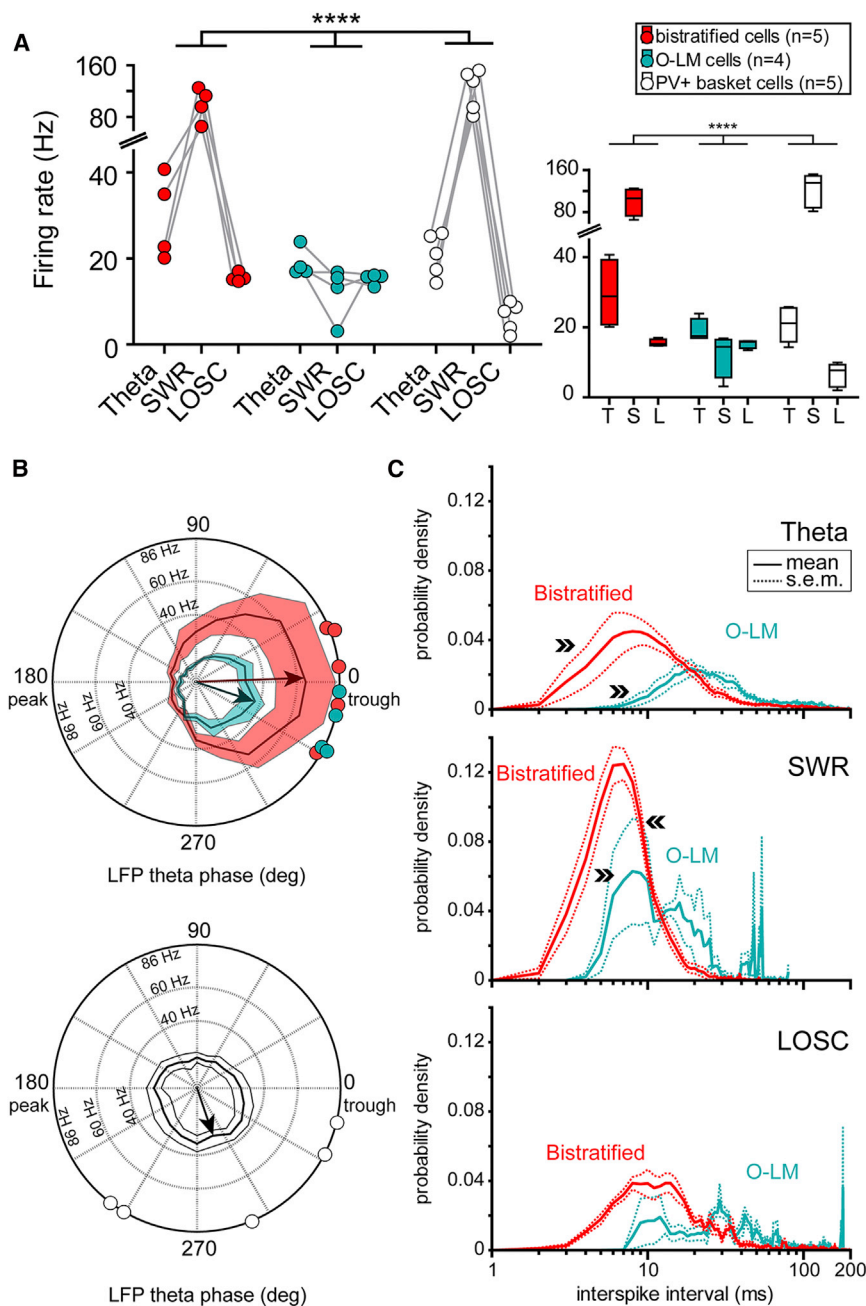 A
****
bistratified cells (n=5)
O-LM cells (n=4)
PV+ basket cells (n=5)
Firing rate (Hz)
160
80
40
20
0
Theta
SWR
LOSC
Theta
SWR
LOSC
Theta
SWR
LOSC
****
160
80
40
20
0
T S L T S L T S L
B
90
86 Hz
60 Hz
40 Hz
180
peak
0
trough
86 Hz
60 Hz
40 Hz
270
LFP theta phase (deg)
90
86 Hz
60 Hz
40 Hz
180
peak
0
trough
86 Hz
60 Hz
40 Hz
270
LFP theta phase (deg)
C
probability density
0.12
0.08
0.04
0
Theta
mean
s.e.m.
Bistratified
O-LM
probability density
0.12
0.08
0.04
0
SWR
Bistratified
O-LM
probability density
0.12
0.08
0.04
0
LOSC
Bistratified
O-LM
1 10 100 200
interspike interval (ms)